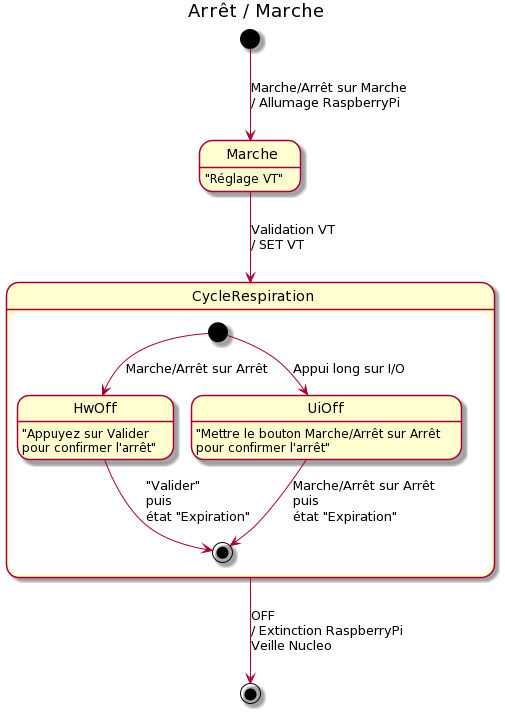 Arrêt / Marche
Marche/Arrêt sur Marche
/ Allumage RaspberryPi
Marche
"Réglage VT"
Validation VT
/ SET VT
CycleRespiration
Marche/Arrêt sur Arrêt
Appui long sur I/O
HwOff
"Appuyez sur Valider
pour confirmer l'arrêt"
UiOff
"Mettre le bouton Marche/Arrêt sur Arrêt
pour confirmer l'arrêt"
"Valider"
puis
état "Expiration"
Marche/Arrêt sur Arrêt
puis
état "Expiration"
OFF
/ Extinction RaspberryPi
Veille Nucleo